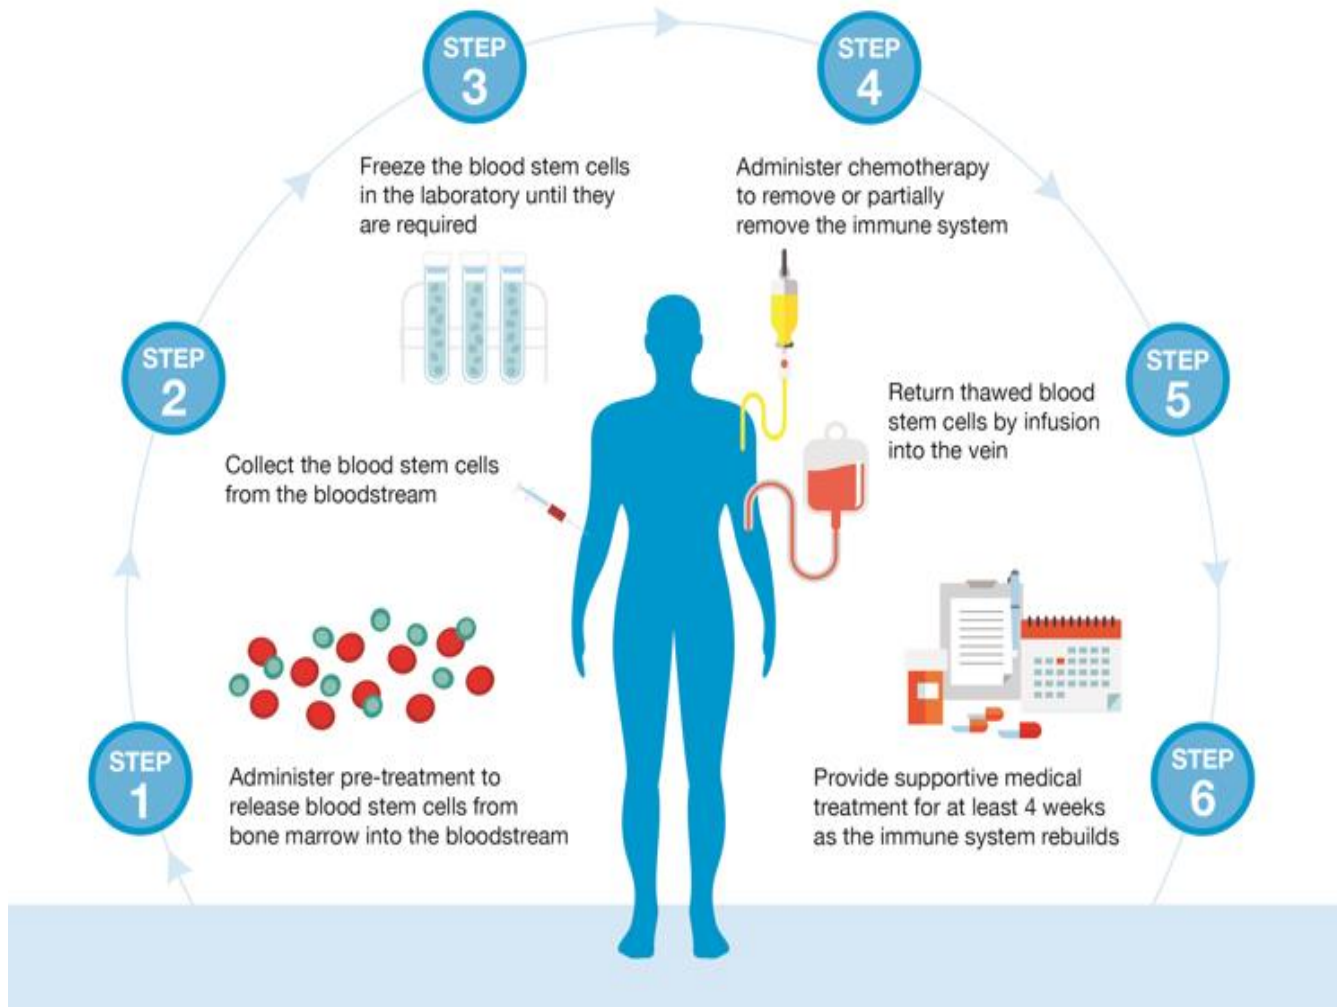 STEP
1
Administer pre-treatment to
release blood stem cells from
bone marrow into the bloodstream
STEP
2
Collect the blood stem cells
from the bloodstream
STEP
3
Freeze the blood stem cells
in the laboratory until they
are required
STEP
4
Administer chemotherapy
to remove or partially
remove the immune system
STEP
5
Return thawed blood
stem cells by infusion
into the vein
STEP
6
Provide supportive medical
treatment for at least 4 weeks
as the immune system rebuilds